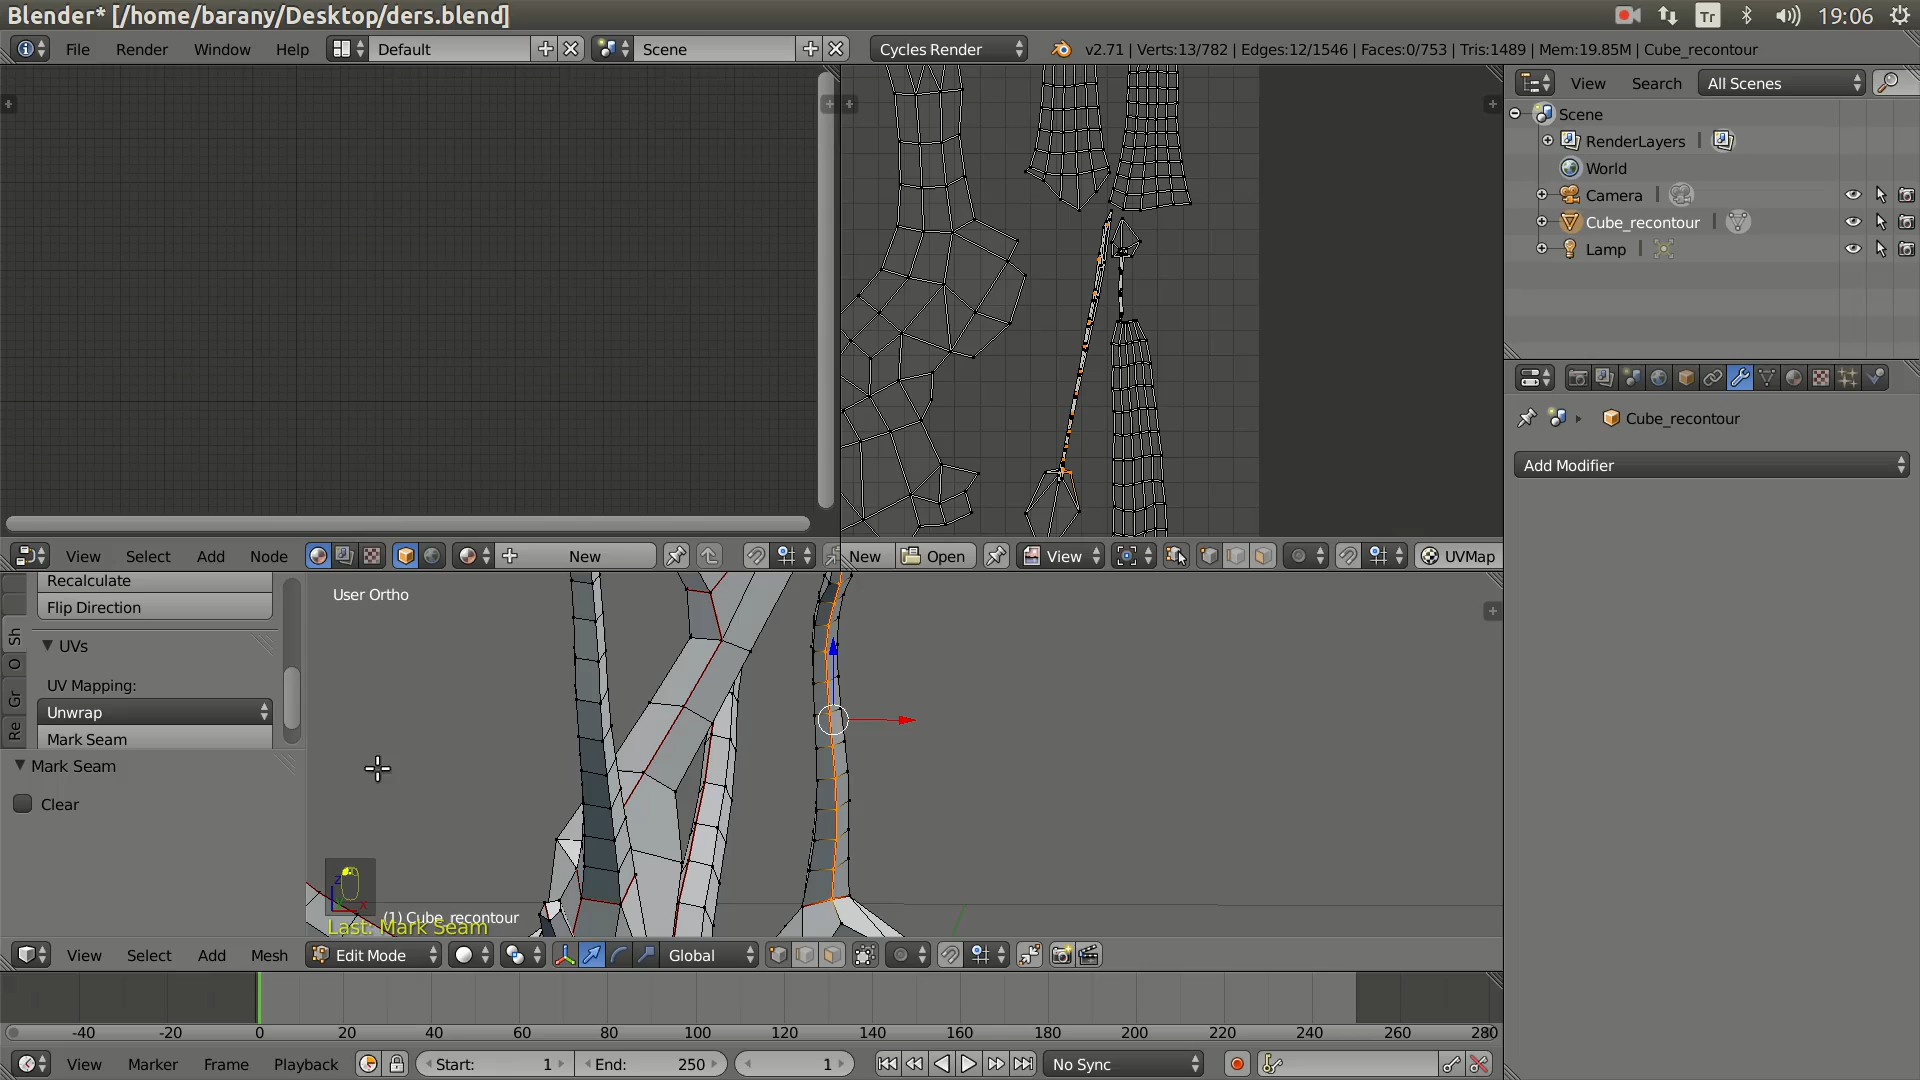 Blender* [/home/barany/Desktop/ders.blend]
Tr
19:06
File Render Window Help Default Scene Cycles Render v2.71 | Verts:13/782 | Edges:12/1546 | Faces:0/753 | Tris:1489 | Mem:19.85M | Cube_recontour
View Search All Scenes
Scene
RenderLayers
World
Camera
Cube_recontour
Lamp
Cube_recontour
Add Modifier
View Select Add Node New
New Open View UVMap
Recalculate
Flip Direction
UVs
UV Mapping:
Unwrap
Mark Seam
Mark Seam
Clear
Sh
O
Gr
Re
User Ortho
z
x
(1) Cube_recontour
Last: Mark Seam
View Select Add Mesh Edit Mode Global
-40 -20 0 20 40 60 80 100 120 140 160 180 200 220 240 260 280
View Marker Frame Playback Start: 1 End: 250 1 No Sync